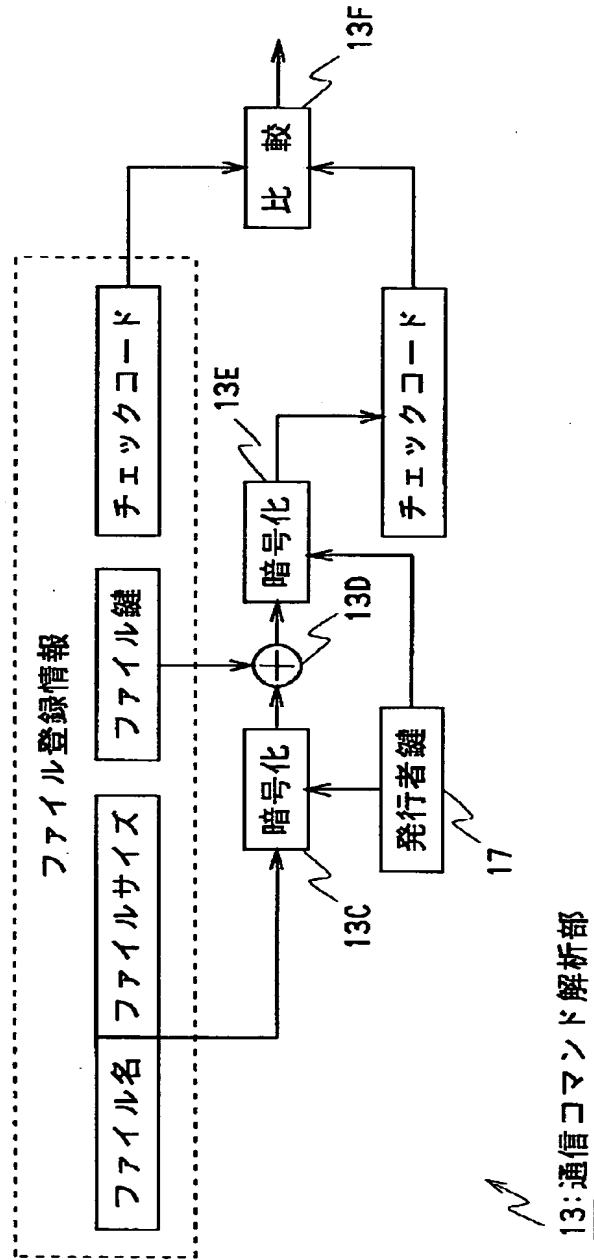 ファイル登録情報
ファイル名
ファイルサイズ
ファイル鍵
チェックコード
暗号化
13C
13D
暗号化
13E
比較
13F
発行者鍵
17
チェックコード
13:通信コマンド解析部